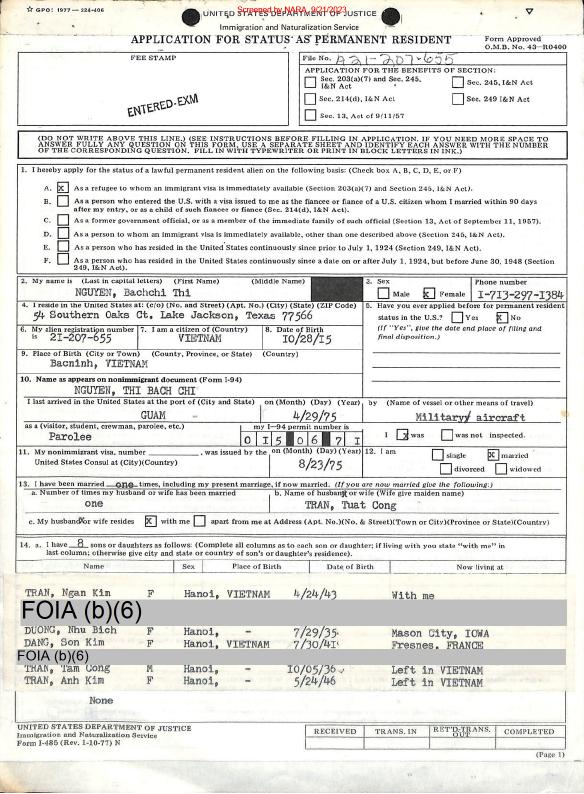 ☆ GPO: 1977 — 224-406
Screened by NARA, 9/21/2023
UNITED STATES DEPARTMENT OF JUSTICE
Immigration and Naturalization Service
APPLICATION FOR STATUS AS PERMANENT RESIDENT
Form Approved
O.M.B. No. 43—R0400
FEE STAMP
ENTERED-EXM
File No. A21-207-655
APPLICATION FOR THE BENEFITS OF SECTION:
Sec. 203(a)(7) and Sec. 245, I&N Act
Sec. 245, I&N Act
Sec. 214(d), I&N Act
Sec. 249 I&N Act
Sec. 13, Act of 9/11/57
(DO NOT WRITE ABOVE THIS LINE.) (SEE INSTRUCTIONS BEFORE FILLING IN APPLICATION. IF YOU NEED MORE SPACE TO
ANSWER FULLY ANY QUESTION ON THIS FORM, USE A SEPARATE SHEET AND IDENTIFY EACH ANSWER WITH THE NUMBER
OF THE CORRESPONDING QUESTION. FILL IN WITH TYPEWRITER OR PRINT IN BLOCK LETTERS IN INK.)
1. I hereby apply for the status of a lawful permanent resident alien on the following basis: (Check box A, B, C, D, E, or F)
A. x As a refugee to whom an immigrant visa is immediately available (Section 203(a)(7) and Section 245, I&N Act).
B. As a person who entered the U.S. with a visa issued to me as the fiancee or fiance of a U.S. citizen whom I married within 90 days
after my entry, or as a child of such fiancee or fiance (Sec. 214(d), I&N Act).
C. As a former government official, or as a member of the immediate family of such official (Section 13, Act of September 11, 1957).
D. As a person to whom an immigrant visa is immediately available, other than one described above (Section 245, I&N Act).
E. As a person who has resided in the United States continuously since prior to July 1, 1924 (Section 249, I&N Act).
F. As a person who has resided in the United States continuously since a date on or after July 1, 1924, but before June 30, 1948 (Section
249, I&N Act).
2. My name is (Last in capital letters) (First Name) (Middle Name)
NGUYEN, Bachchi Thi
3. Sex
Male x Female
Phone number
1-713-297-1384
4. I reside in the United States at: (c/o) (No. and Street) (Apt. No.) (City) (State) (ZIP Code)
54 Southern Oaks Ct. Lake Jackson, Texas 77566
5. Have you ever applied before for permanent resident
status in the U.S.? Yes x No
(If "Yes", give the date and place of filing and
final disposition.)
6. My alien registration number
is 21-207-655
7. I am a citizen of (Country)
VIETNAM
8. Date of Birth
10/28/15
9. Place of Birth (City or Town) (County, Province, or State) (Country)
Bacninh, VIETNAM
10. Name as appears on nonimmigrant document (Form I-94)
NGUYEN, THI BACH CHI
I last arrived in the United States at the port of (City and State)
GUAM
on (Month) (Day) (Year)
4/29/75
by (Name of vessel or other means of travel)
Military aircraft
as a (visitor, student, crewman, parolee, etc.)
Parolee
my I-94 permit number is
0 1 5 0 6 7 1
I x was was not inspected.
11. My nonimmigrant visa, number , was issued by the
United States Consul at (City)(Country)
on (Month) (Day) (Year)
8/23/75
12. I am
single x married
divorced widowed
13. I have been married one times, including my present marriage, if now married. (If you are now married give the following:)
a. Number of times my husband or wife has been married
one
b. Name of husband or wife (Wife give maiden name)
TRAN, Tuat Cong
c. My husband or wife resides x with me apart from me at Address (Apt. No.)(No. & Street)(Town or City)(Province or State)(Country)
14. a. I have 8 sons or daughters as follows: (Complete all columns as to each son or daughter; if living with you state "with me" in
last column; otherwise give city and state or country of son's or daughter's residence).
Name Sex Place of Birth Date of Birth Now living at
TRAN, Ngan Kim F Hanoi, VIETNAM 4/24/43 With me
FOIA (b)(6)
DUONG, Nhu Bich F Hanoi, - 7/29/35 Mason City, IOWA
DANG, Son Kim F Hanoi, VIETNAM 7/30/41 Fresnes, FRANCE
FOIA (b)(6)
TRAN, Tam Cong M Hanoi, - 10/05/36 Left in VIETNAM
TRAN, Anh Kim F Hanoi, - 5/24/46 Left in VIETNAM
None
UNITED STATES DEPARTMENT OF JUSTICE
Immigration and Naturalization Service
Form I-485 (Rev. 1-10-77) N
RECEIVED TRANS. IN RET'D-TRANS. OUT COMPLETED
(Page 1)